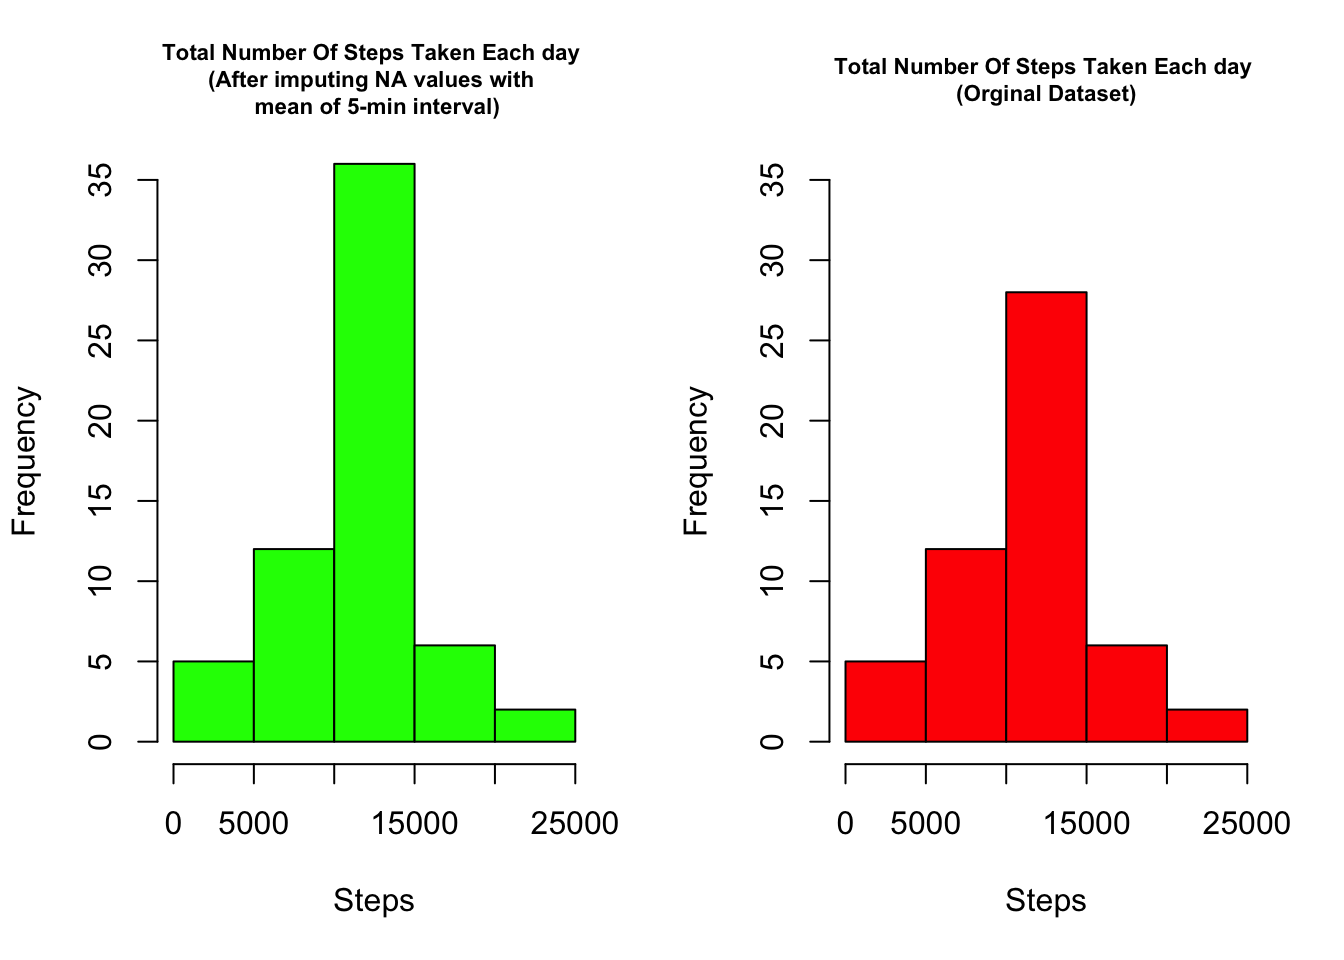 Total Number Of Steps Taken Each day
(After imputing NA values with
mean of 5-min interval)
Frequency
35
30
25
20
15
10
5
0
0 5000 15000 25000
Steps
Total Number Of Steps Taken Each day
(Orginal Dataset)
Frequency
35
30
25
20
15
10
5
0
0 5000 15000 25000
Steps